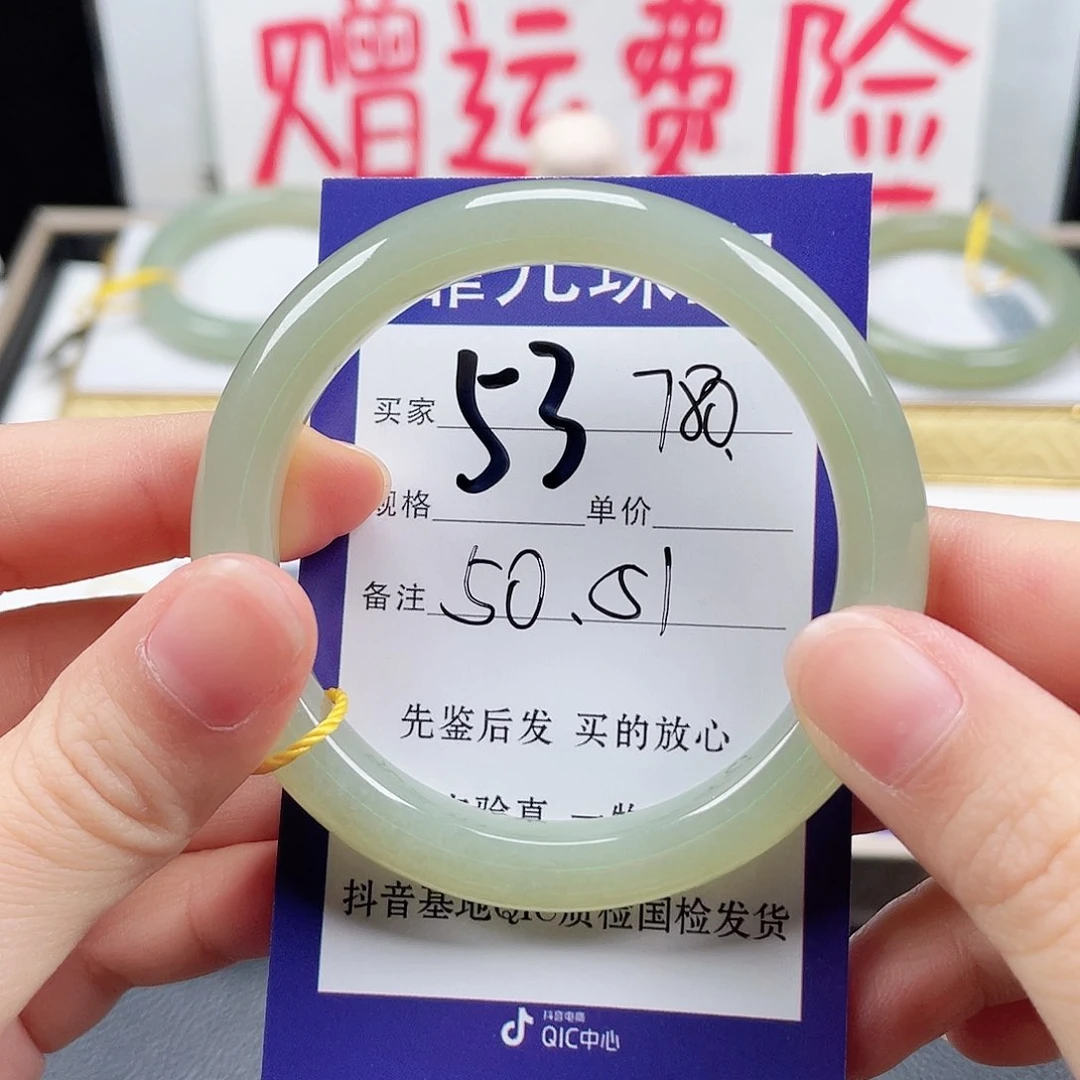 赠运费险
买家 53 780.
规格 单价
备注 50.51
先鉴后发 买的放心
抖音基地QIC质检国检发货
抖音电商
QIC中心